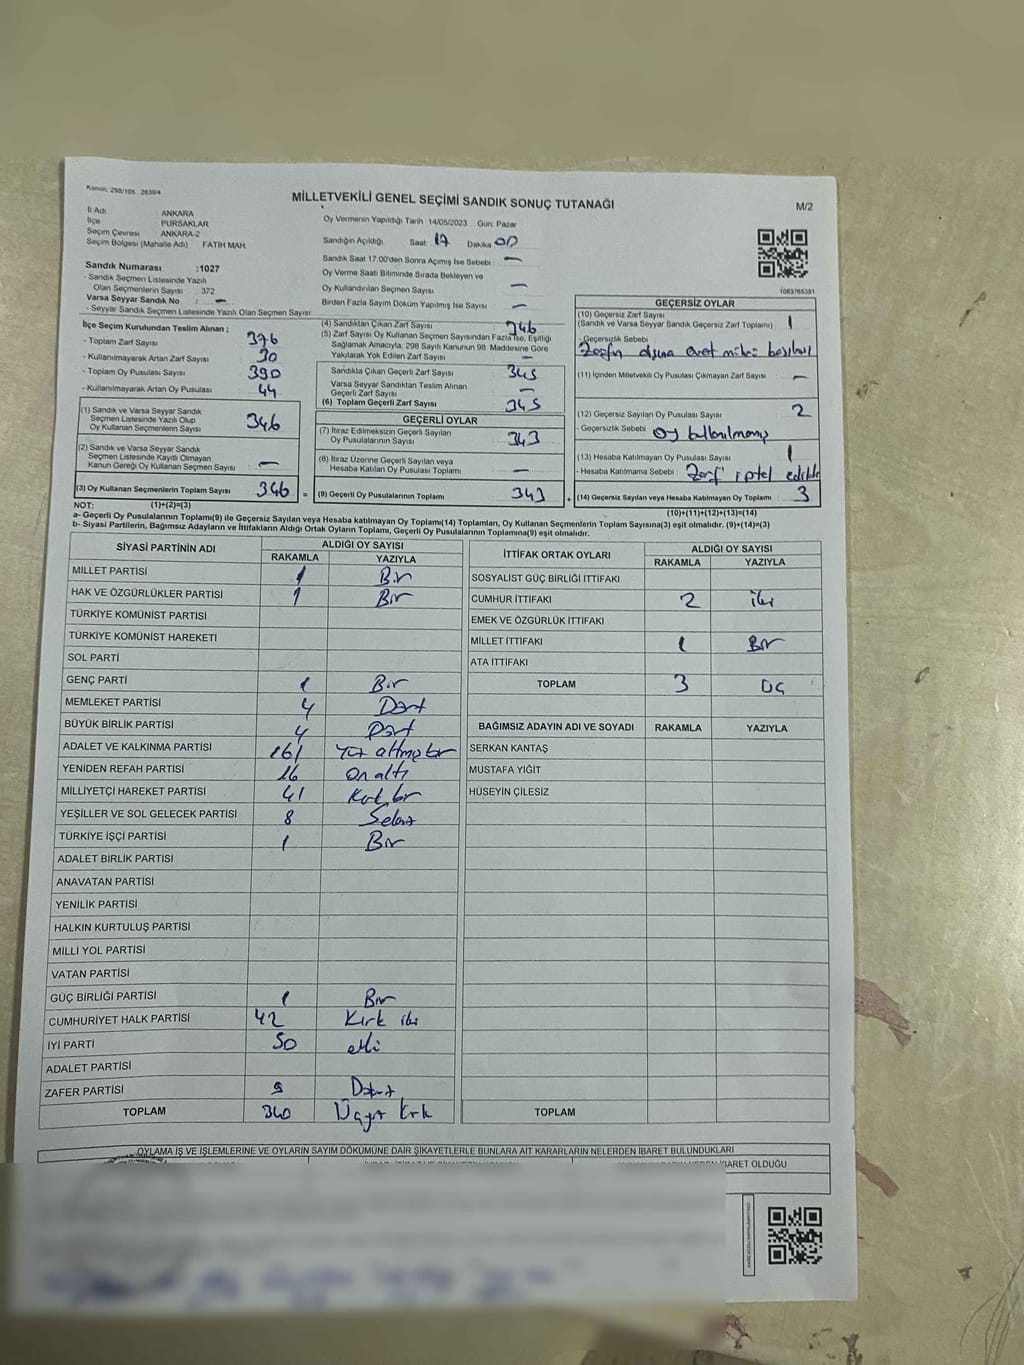 Kanun: 298/105 , 2839/4
MİLLETVEKİLİ GENEL SEÇİMİ SANDIK SONUÇ TUTANAĞI
M/2
İl Adı ANKARA
İlçe PURSAKLAR
Seçim Çevresi ANKARA-2
Seçim Bölgesi (Mahalle Adı) FATİH MAH.
Oy Vermenin Yapıldığı Tarih 14/05/2023 Gun: Pazar
Sandığın Açıldığı Saat: 17 Dakika 00
Sandık Saat 17:00'den Sonra Açımış Ise Sebebi : —
Oy Verme Saati Bitiminde Sırada Bekleyen ve
Oy Kullandırılan Seçmen Sayısı —
Birden Fazla Sayım Döküm Yapılmış Ise Sayısı —
Sandık Numarası :1027
- Sandık Seçmen Listesinde Yazılı
Olan Seçmenlerin Sayısı : 372
Varsa Seyyar Sandık No : —
- Seyyar Sandık Seçmen Listesinde Yazılı Olan Seçmen Sayısı
İlçe Seçim Kurulundan Teslim Alınan ;
- Toplam Zarf Sayısı 376
- Kullanılmayarak Artan Zarf Sayısı 30
- Toplam Oy Pusulası Sayısı 390
- Kullanılmayarak Artan Oy Pusulası 44
(1) Sandık ve Varsa Seyyar Sandık
Seçmen Listesinde Yazılı Olup
Oy Kullanan Seçmenlerin Sayısı 346
(2) Sandık ve Varsa Seyyar Sandık
Seçmen Listesinde Kayıtlı Olmayan
Kanun Gereği Oy Kullanan Seçmen Sayısı —
(3) Oy Kullanan Seçmenlerin Toplam Sayısı 346 =
(4) Sandıktan Çıkan Zarf Sayısı 346
(5) Zarf Sayısı Oy Kullanan Seçmen Sayısından Fazla Ise, Eşitliği
Sağlamak Amacıyla, 298 Sayılı Kanunun 98. Maddesine Göre
Yakılarak Yok Edilen Zarf Sayısı —
Sandıkta Çıkan Geçerli Zarf Sayısı 345
Varsa Seyyar Sandıktan Teslim Alınan
Geçerli Zarf Sayısı —
(6) Toplam Geçerli Zarf Sayısı 345
GEÇERLİ OYLAR
(7) İtiraz Edilmeksizin Geçerli Sayılan
Oy Pusulalarının Sayısı 343
(8) İtiraz Üzerine Geçerli Sayılan veya
Hesaba Katılan Oy Pusulası Toplamı —
(9) Geçerli Oy Pusulalarının Toplamı 343 +
GEÇERSİZ OYLAR
(10) Geçersiz Zarf Sayısı
(Sandık ve Varsa Seyyar Sandık Geçersiz Zarf Toplamı) 1
- Geçersizlik Sebebi
Zarfın dışına evet mührü basılması
(11) İçinden Milletvekili Oy Pusulası Çıkmayan Zarf Sayısı —
(12) Geçersiz Sayılan Oy Pusulası Sayısı 2
- Geçersizlik Sebebi Oy kullanılmamış
(13) Hesaba Katılmayan Oy Pusulası Sayısı 1
- Hesaba Katılmama Sebebi : Zarf iptal edildi
(14) Geçersiz Sayılan veya Hesaba Katılmayan Oy Toplamı 3
NOT: (1)+(2)=(3) (10)+(11)+(12)+(13)=(14)
a- Geçerli Oy Pusulalarının Toplamı(9) ile Geçersiz Sayılan veya Hesaba katılmayan Oy Toplamı(14) Toplamları, Oy Kullanan Seçmenlerin Toplam Sayısına(3) eşit olmalıdır. (9)+(14)=(3)
b- Siyasi Partilerin, Bağımsız Adayların ve İttifakların Aldığı Ortak Oyların Toplamı, Geçerli Oy Pusulalarının Toplamına(9) eşit olmalıdır.
SİYASİ PARTİNİN ADI ALDIĞI OY SAYISI
RAKAMLA YAZIYLA
MİLLET PARTİSİ 1 Bir
HAK VE ÖZGÜRLÜKLER PARTİSİ 1 Bir
TÜRKİYE KOMÜNİST PARTİSİ
TÜRKİYE KOMÜNİST HAREKETİ
SOL PARTİ
GENÇ PARTİ 1 Bir
MEMLEKET PARTİSİ 4 Dört
BÜYÜK BİRLİK PARTİSİ 4 Dört
ADALET VE KALKINMA PARTİSİ 161 Yüz altmış bir
YENİDEN REFAH PARTİSİ 16 On altı
MİLLİYETÇİ HAREKET PARTİSİ 41 Kırk bir
YEŞİLLER VE SOL GELECEK PARTİSİ 8 Sekiz
TÜRKİYE İŞÇİ PARTİSİ 1 Bir
ADALET BİRLİK PARTİSİ
ANAVATAN PARTİSİ
YENİLİK PARTİSİ
HALKIN KURTULUŞ PARTİSİ
MİLLİ YOL PARTİSİ
VATAN PARTİSİ
GÜÇ BİRLİĞİ PARTİSİ 1 Bir
CUMHURİYET HALK PARTİSİ 42 Kırk iki
İYİ PARTİ 50 elli
ADALET PARTİSİ
ZAFER PARTİSİ 9
TOPLAM 340 Üçyüz kırk
İTTİFAK ORTAK OYLARI ALDIĞI OY SAYISI
RAKAMLA YAZIYLA
SOSYALİST GÜÇ BİRLİĞİ İTTİFAKI
CUMHUR İTTİFAKI 2 iki
EMEK VE ÖZGÜRLÜK İTTİFAKI
MİLLET İTTİFAKI 1 Bir
ATA İTTİFAKI
TOPLAM 3 Üç
BAĞIMSIZ ADAYIN ADI VE SOYADI RAKAMLA YAZIYLA
SERKAN KANTAŞ
MUSTAFA YİĞİT
HÜSEYİN ÇİLESİZ
TOPLAM
OYLAMA İŞ VE İŞLEMLERİNE VE OYLARIN SAYIM DÖKÜMÜNE DAİR ŞİKAYETLERLE BUNLARA AİT KARARLARIN NELERDEN İBARET BULUNDUKLARI
İBARET OLDUĞU